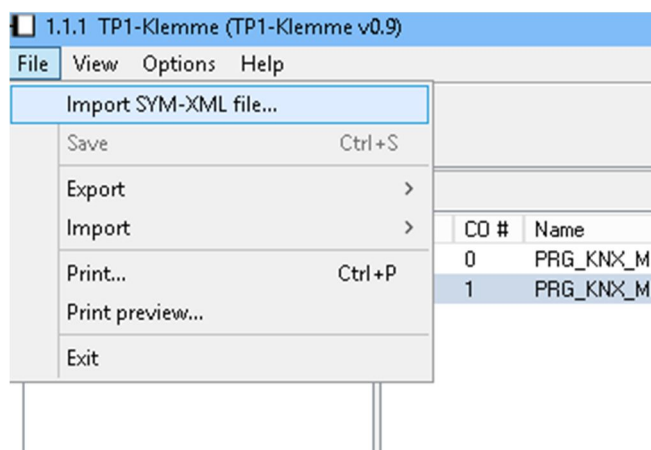 1.1.1 TP1-Klemme (TP1-Klemme v0.9)
File View Options Help
Import SYM-XML file...
Save Ctrl+S
Export
Import
Print... Ctrl+P
Print preview...
Exit
CO # Name
0 PRG_KNX_M
1 PRG_KNX_M